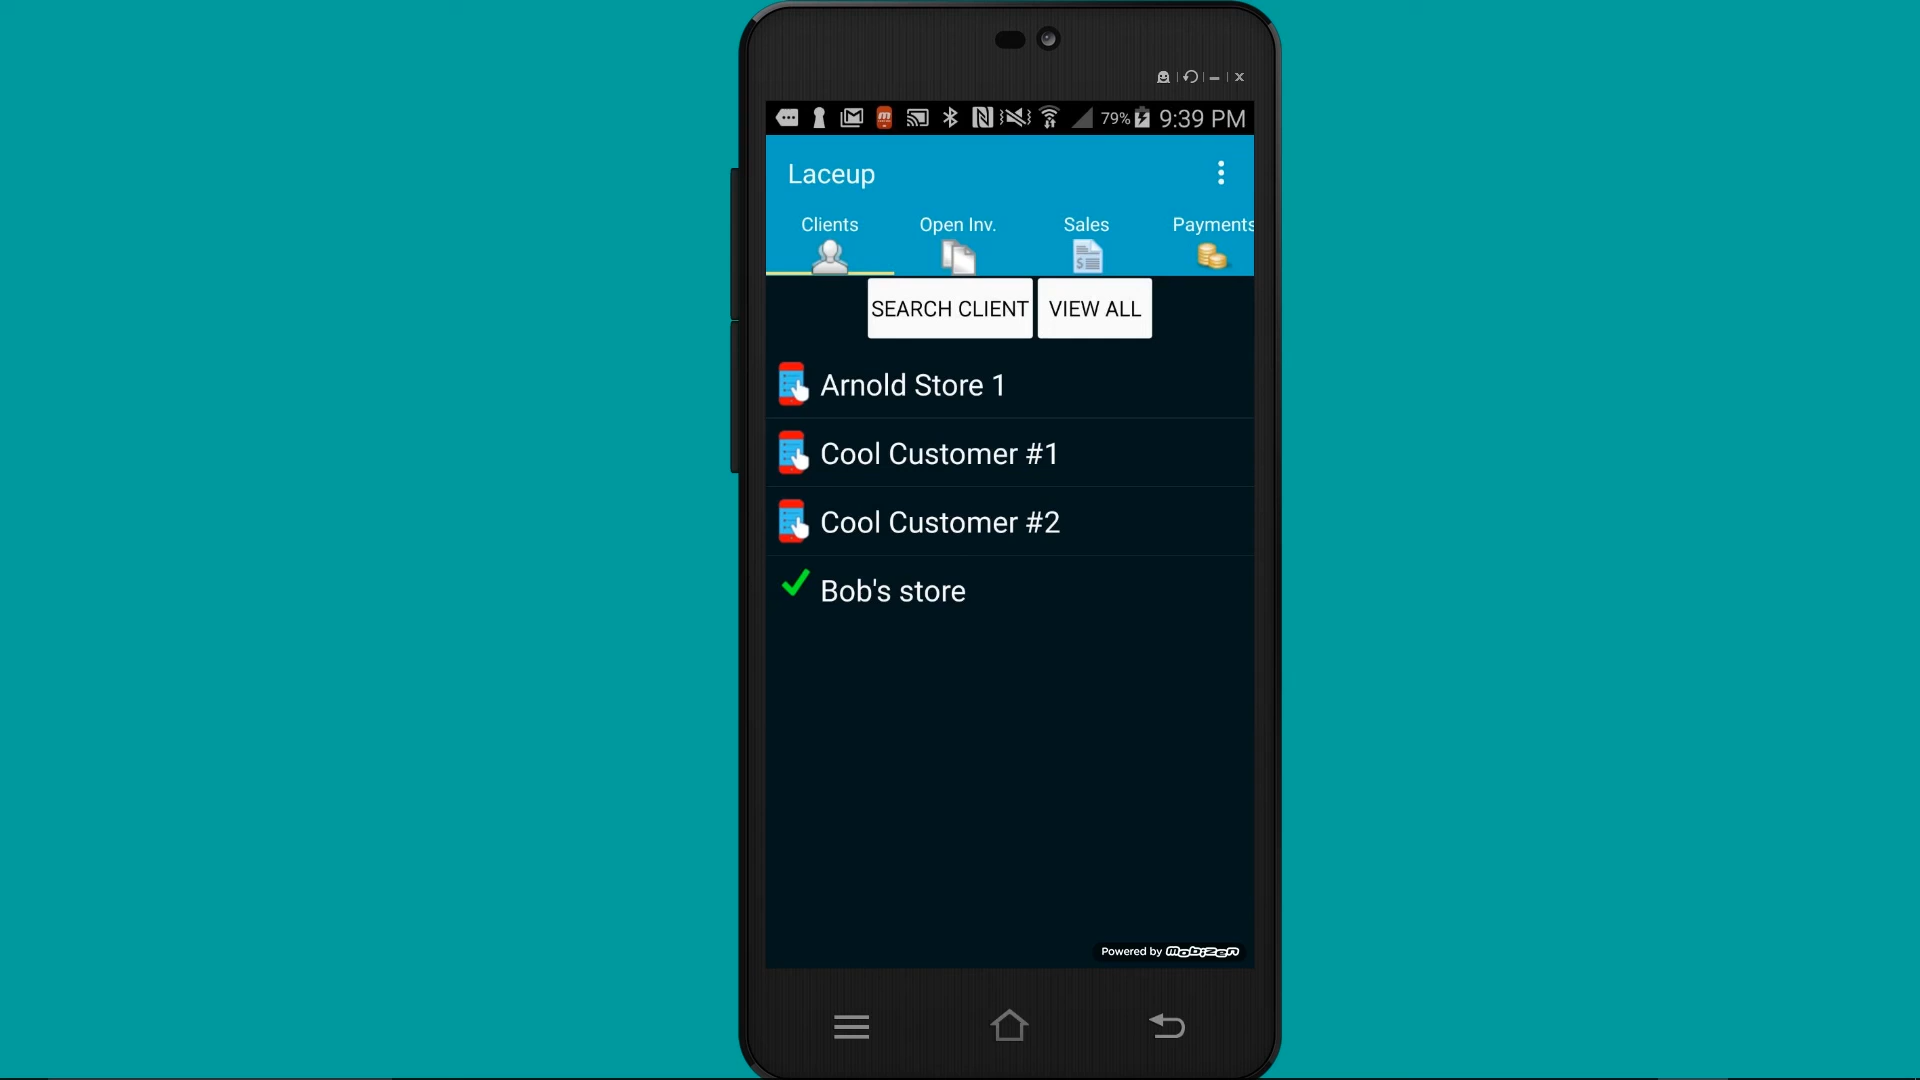 79% 9:39 PM
Laceup
Clients Open Inv. Sales Payments
SEARCH CLIENT VIEW ALL
Arnold Store 1
Cool Customer #1
Cool Customer #2
Bob's store
Powered by mobizen